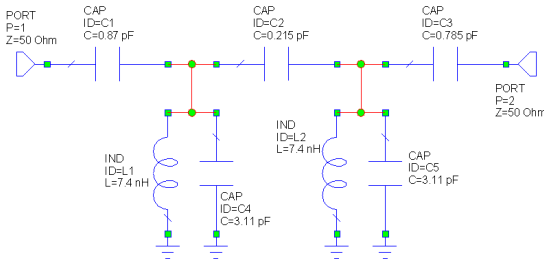 PORT
P=1
Z=50 Ohm
CAP
ID=C1
C=0.87 pF
CAP
ID=C2
C=0.215 pF
CAP
ID=C3
C=0.785 pF
PORT
P=2
Z=50 Ohm
IND
ID=L1
L=7.4 nH
CAP
ID=C4
C=3.11 pF
IND
ID=L2
L=7.4 nH
CAP
ID=C5
C=3.11 pF